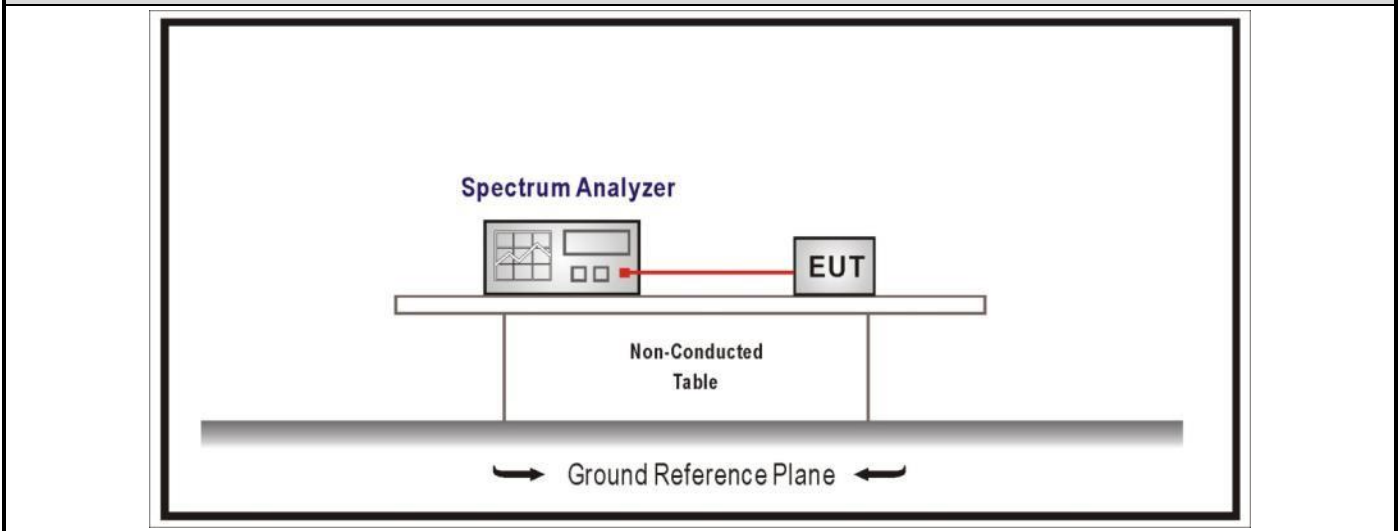 Spectrum Analyzer
EUT
Non-Conducted
Table
Ground Reference Plane